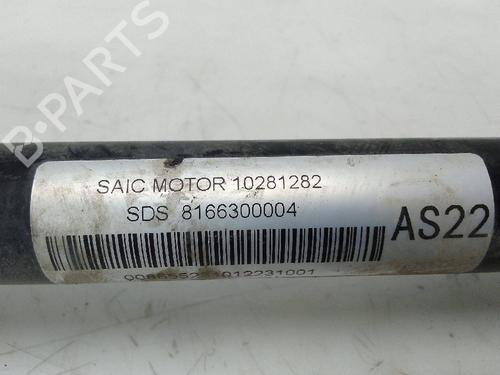 B-PARTS
SAIC MOTOR 10281282
SDS 8166300004
AS22